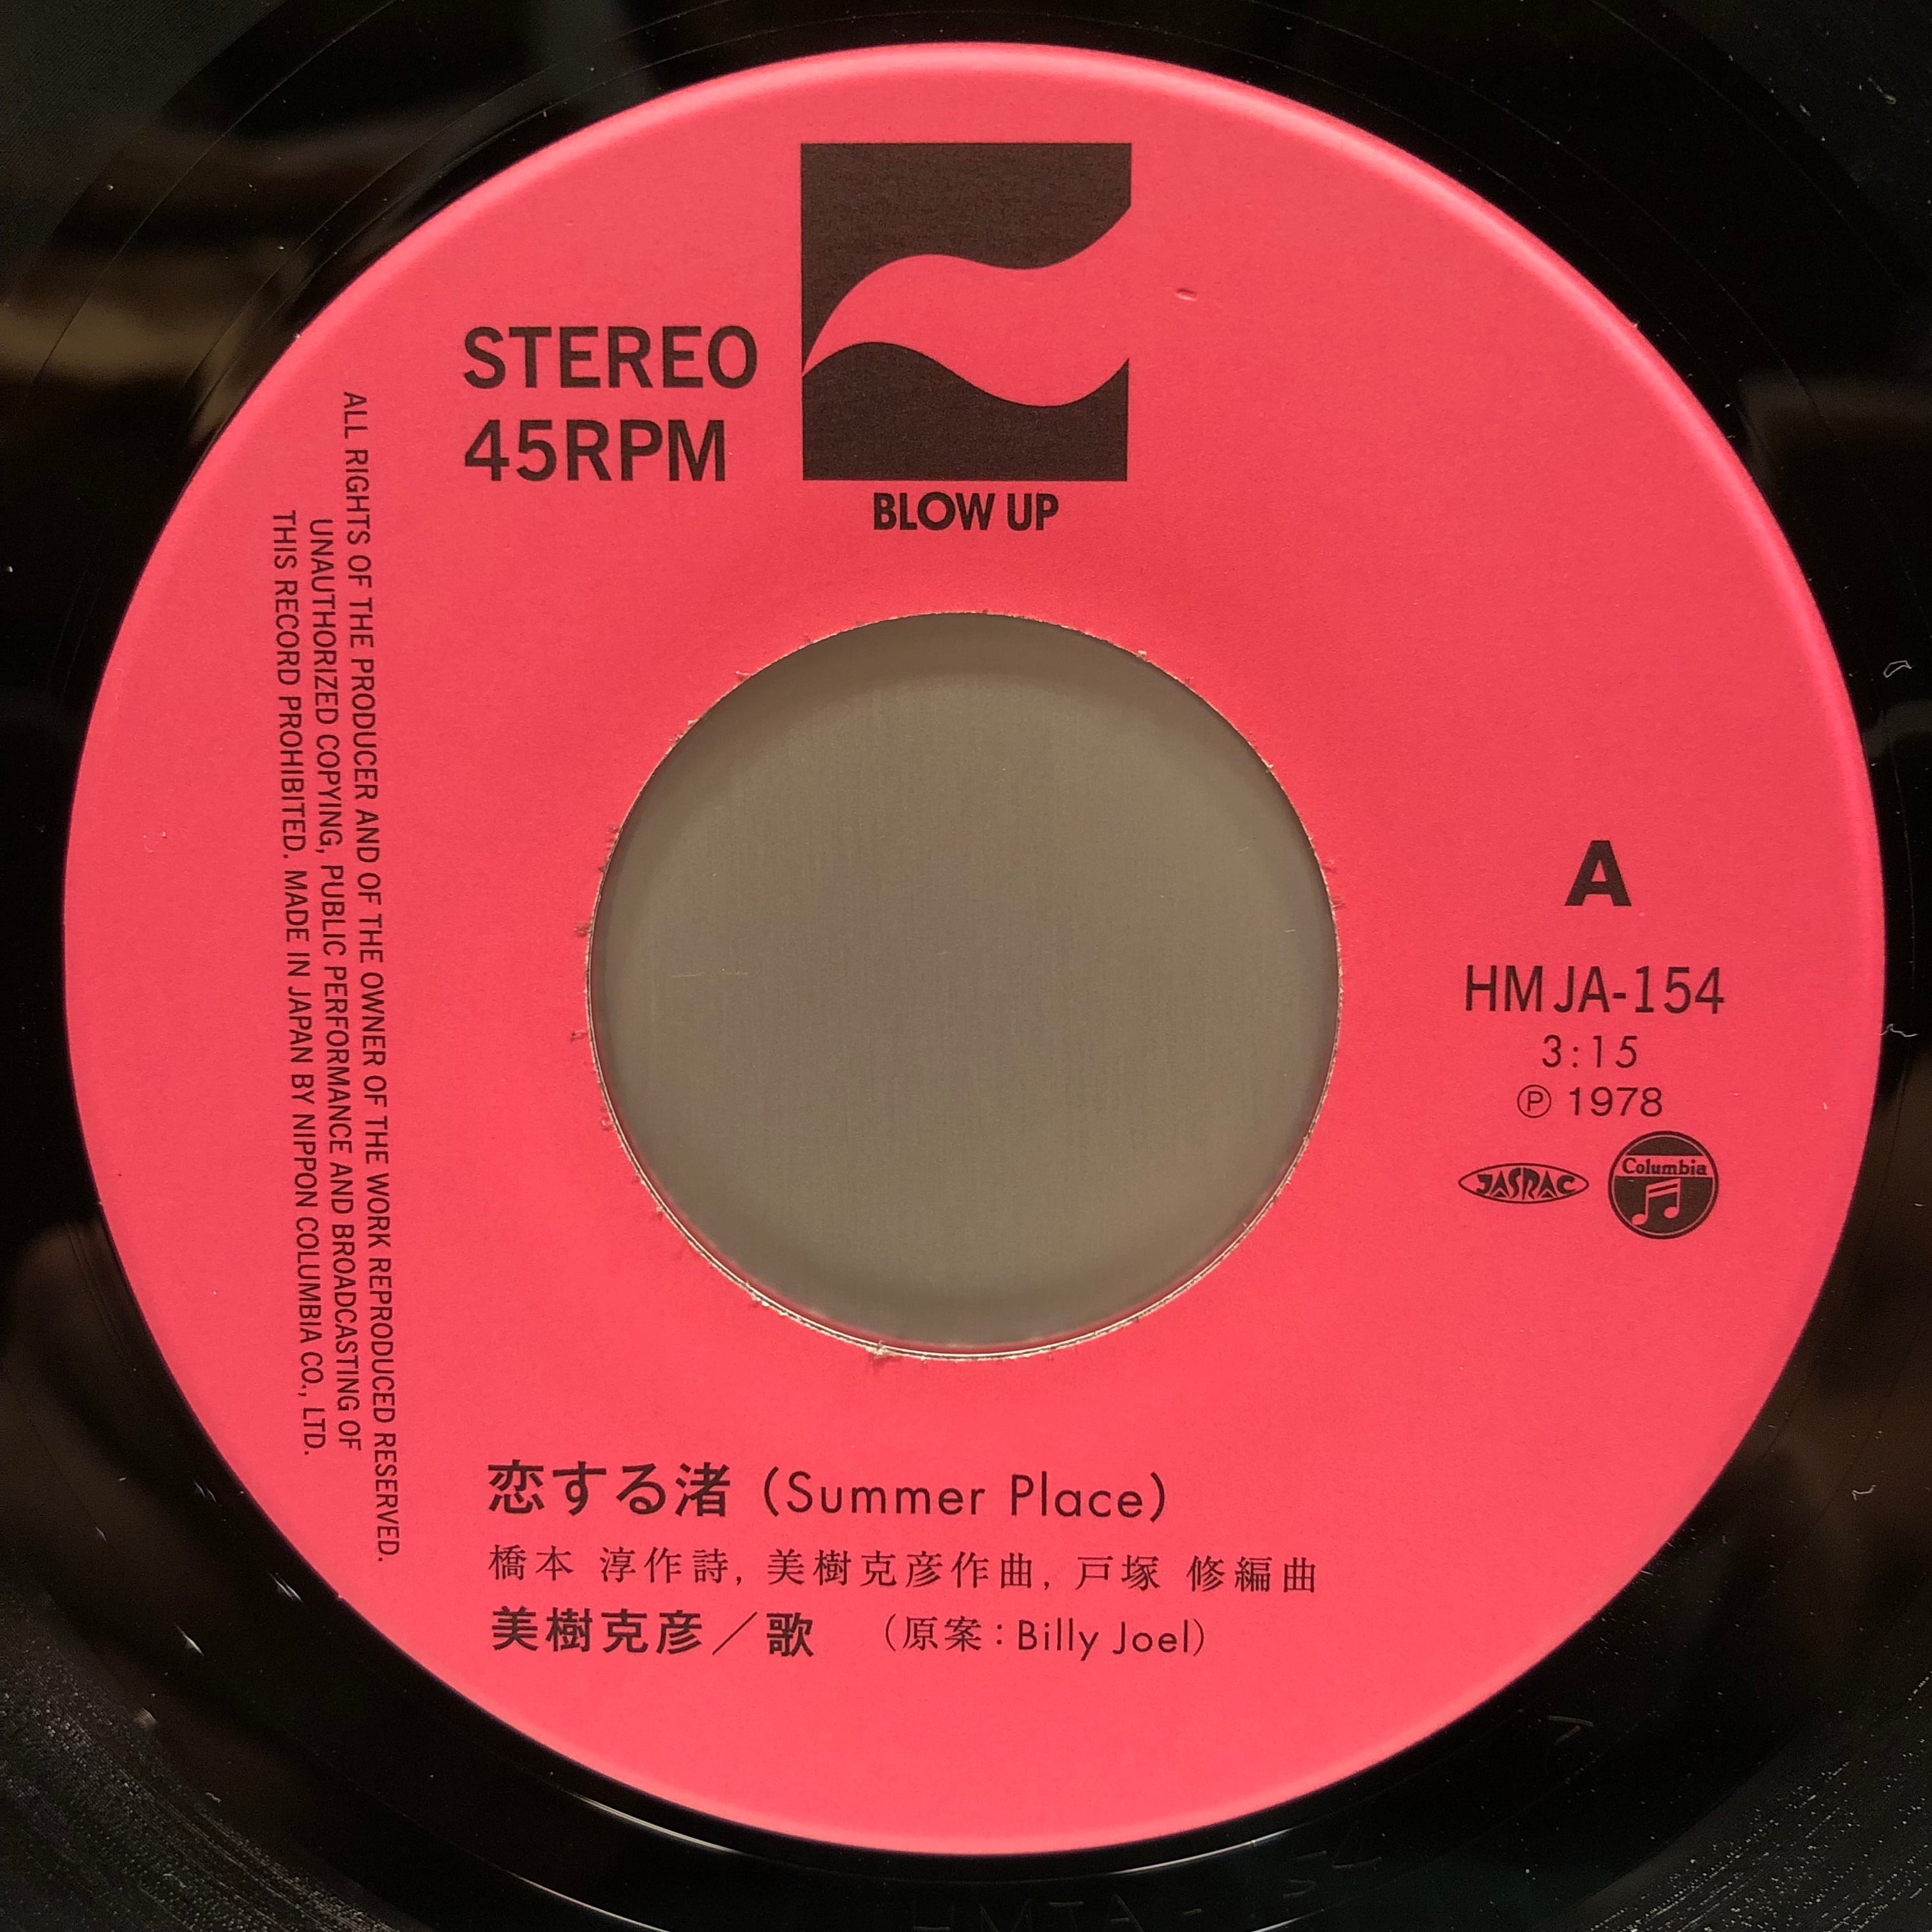 STEREO
45RPM
BLOW UP
ALL RIGHTS OF THE PRODUCER AND OF THE OWNER OF THE WORK REPRODUCED RESERVED.
UNAUTHORIZED COPYING, PUBLIC PERFORMANCE AND BROADCASTING OF
THIS RECORD PROHIBITED. MADE IN JAPAN BY NIPPON COLUMBIA CO., LTD.
A
HMJA-154
3:15
Ⓟ 1978
JASRAC
Columbia
恋する渚 (Summer Place)
橋本 淳作詩, 美樹克彦作曲, 戸塚 修編曲
美樹克彦／歌 (原案：Billy Joel)